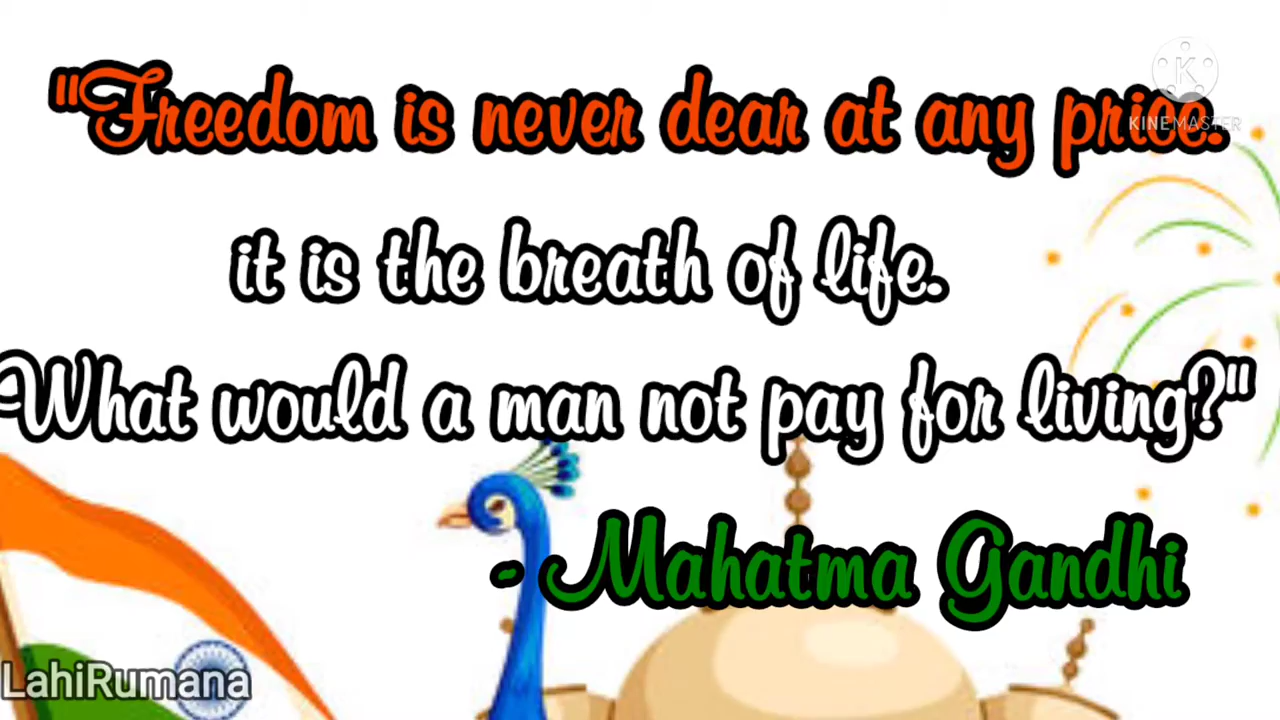 "Freedom is never dear at any price.
KINEMASTER
it is the breath of life.
What would a man not pay for living?"
- Mahatma Gandhi
LahiRumana